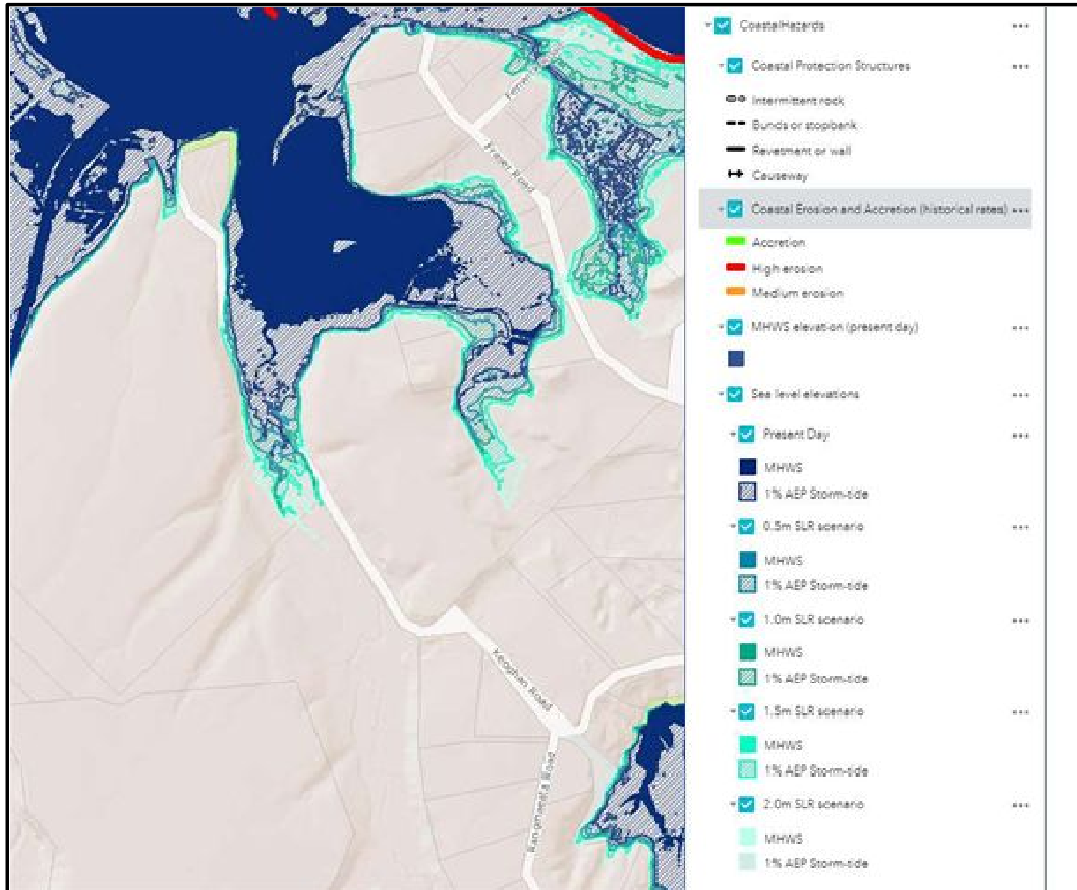 Fraser Road
Keoghan Road
CoastalHazards
Coastal Protection Structures
Intermittent rock
Bunds or stopbank
Revetment or wall
Causeway
Coastal Erosion and Accretion (historical rates)
Accretion
High erosion
Medium erosion
MHWS elevation (present day)
Sea level elevations
Present Day
MHWS
1% AEP Storm-tide
0.5m SLR scenario
MHWS
1% AEP Storm-tide
1.0m SLR scenario
MHWS
1% AEP Storm-tide
1.5m SLR scenario
MHWS
1% AEP Storm-tide
2.0m SLR scenario
MHWS
1% AEP Storm-tide